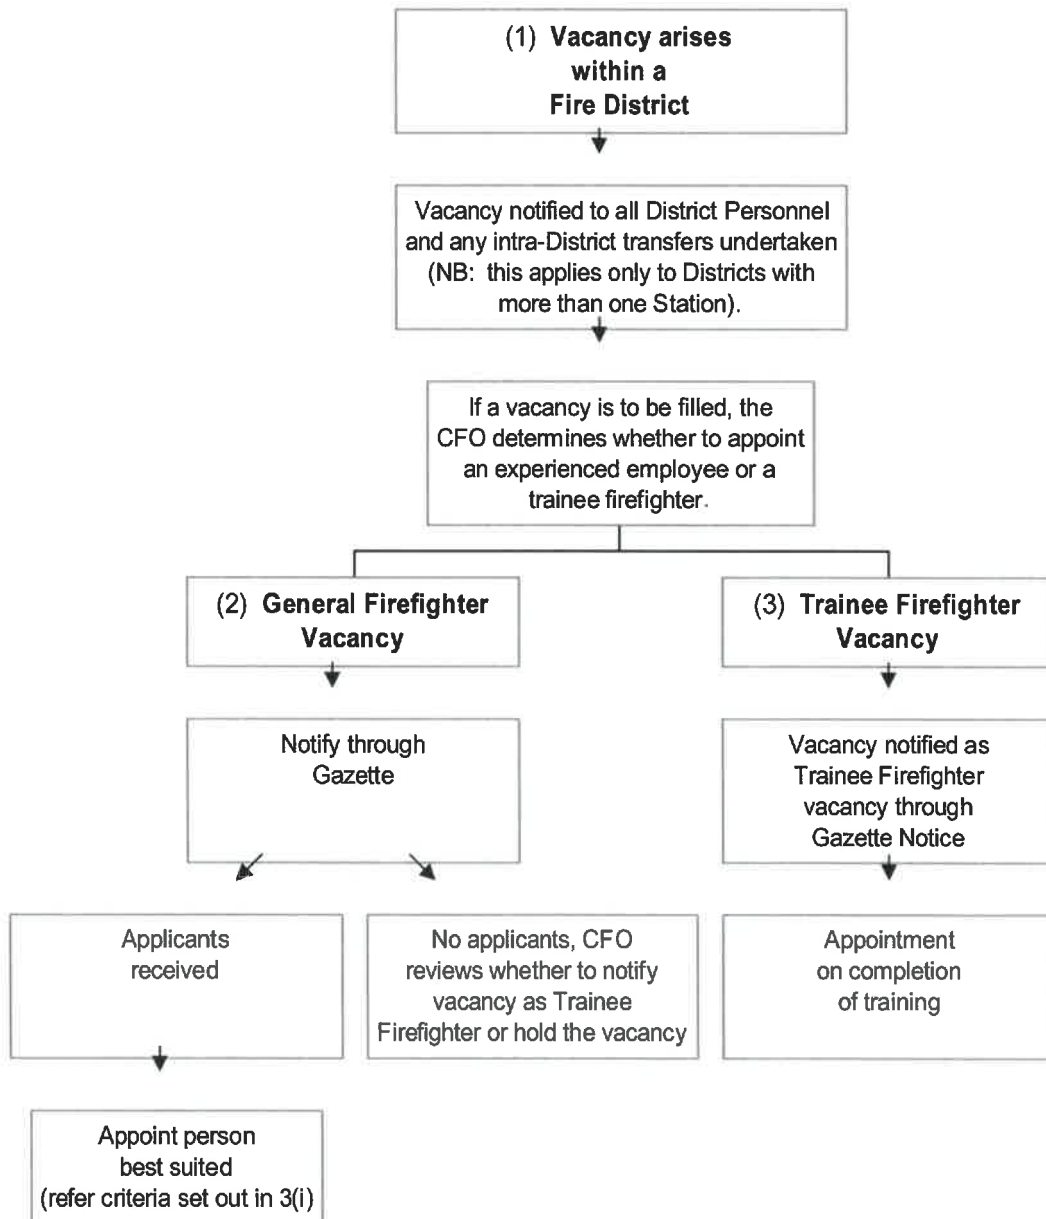 (1) Vacancy arises
within a
Fire District
Vacancy notified to all District Personnel
and any intra-District transfers undertaken
(NB: this applies only to Districts with
more than one Station).
If a vacancy is to be filled, the
CFO determines whether to appoint
an experienced employee or a
trainee firefighter.
(2) General Firefighter
Vacancy
(3) Trainee Firefighter
Vacancy
Notify through
Gazette
Vacancy notified as
Trainee Firefighter
vacancy through
Gazette Notice
Applicants
received
No applicants, CFO
reviews whether to notify
vacancy as Trainee
Firefighter or hold the vacancy
Appointment
on completion
of training
Appoint person
best suited
(refer criteria set out in 3(i)